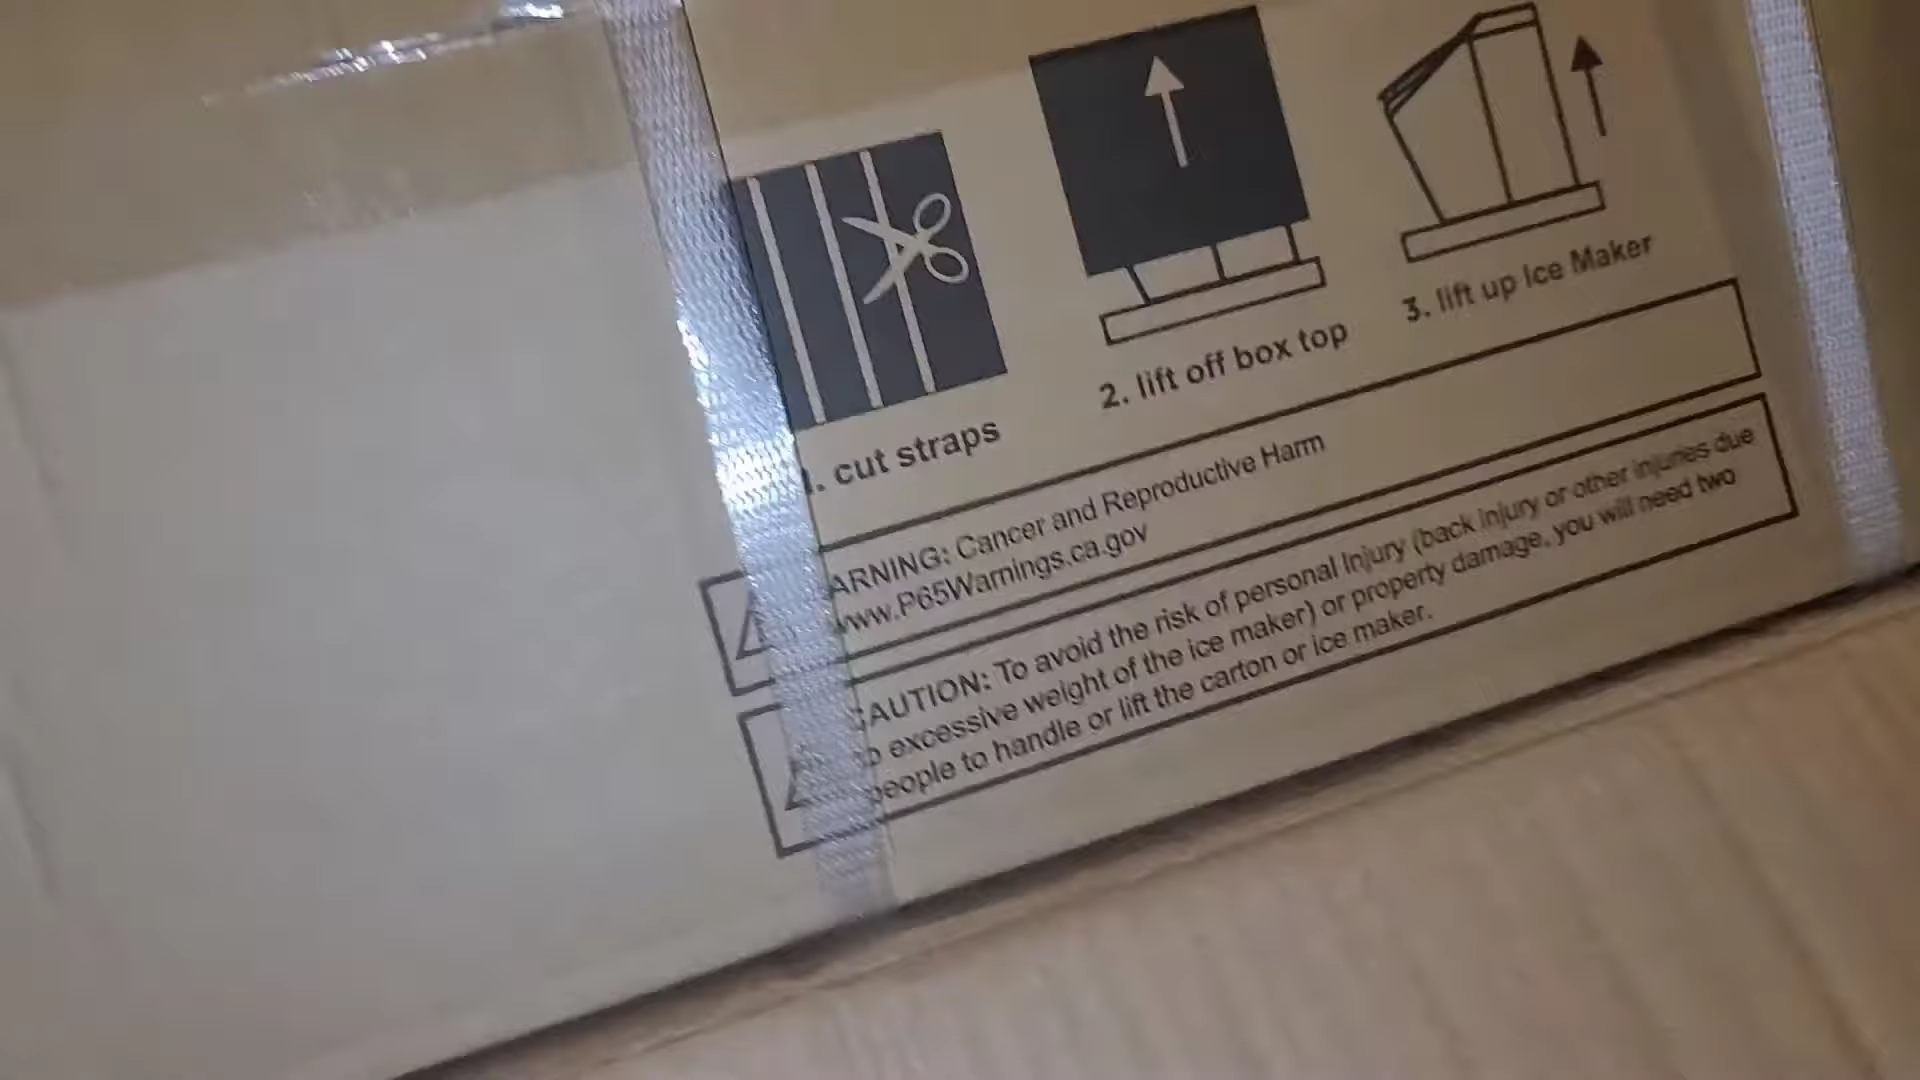 1. cut straps
2. lift off box top
3. lift up Ice Maker
ARNING: Cancer and Reproductive Harm
www.P65Warnings.ca.gov
CAUTION: To avoid the risk of personal Injury (back injury or other injuries due
o excessive weight of the ice maker) or property damage, you will need two
people to handle or lift the carton or ice maker.